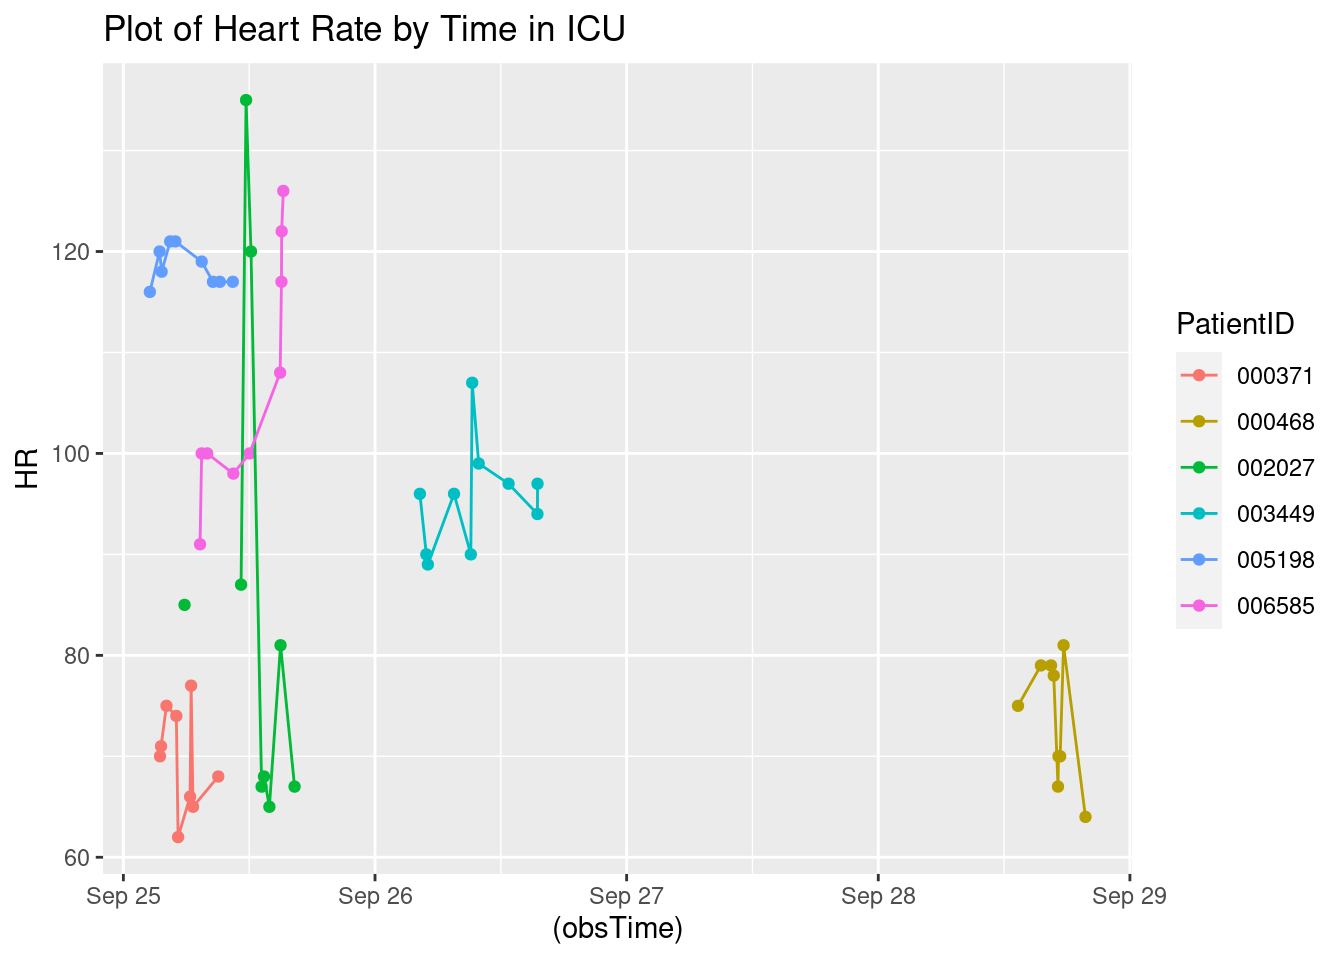 Plot of Heart Rate by Time in ICU
120
100
80
60
HR
Sep 25 Sep 26 Sep 27 Sep 28 Sep 29
(obsTime)
PatientID
000371
000468
002027
003449
005198
006585